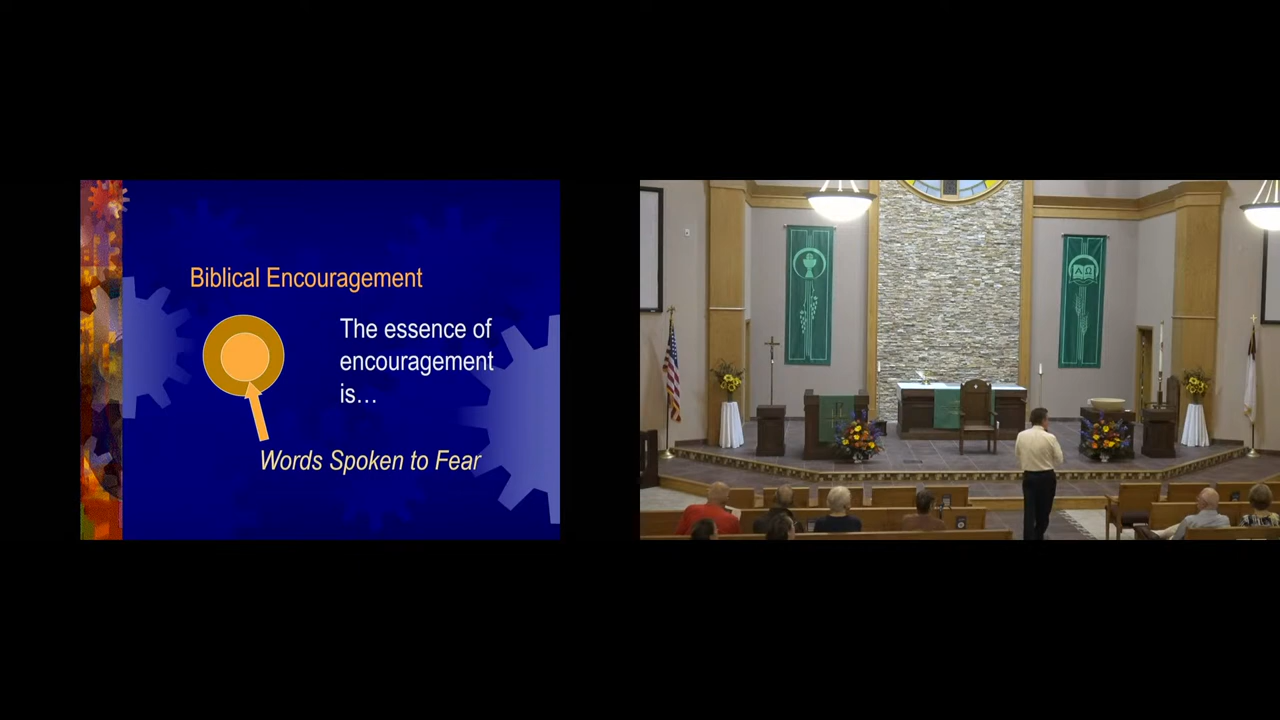 Biblical Encouragement
The essence of
encouragement
is…
Words Spoken to Fear